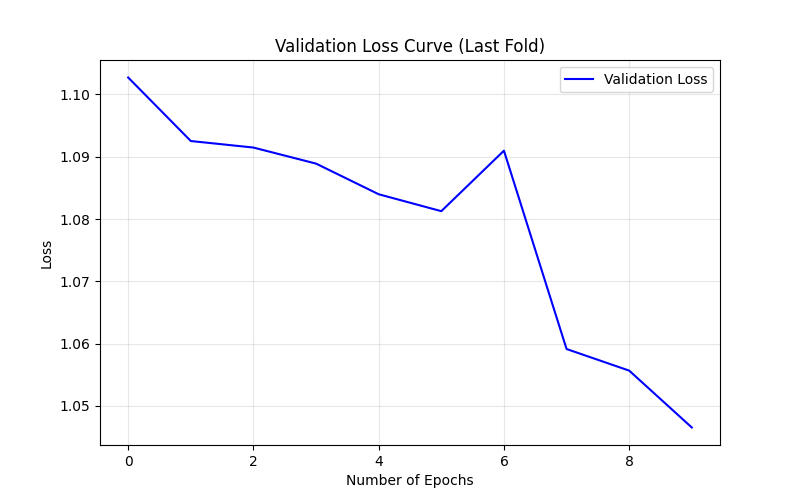 Validation Loss Curve (Last Fold)
Validation Loss
1.10
1.09
1.08
1.07
1.06
1.05
Loss
0 2 4 6 8
Number of Epochs